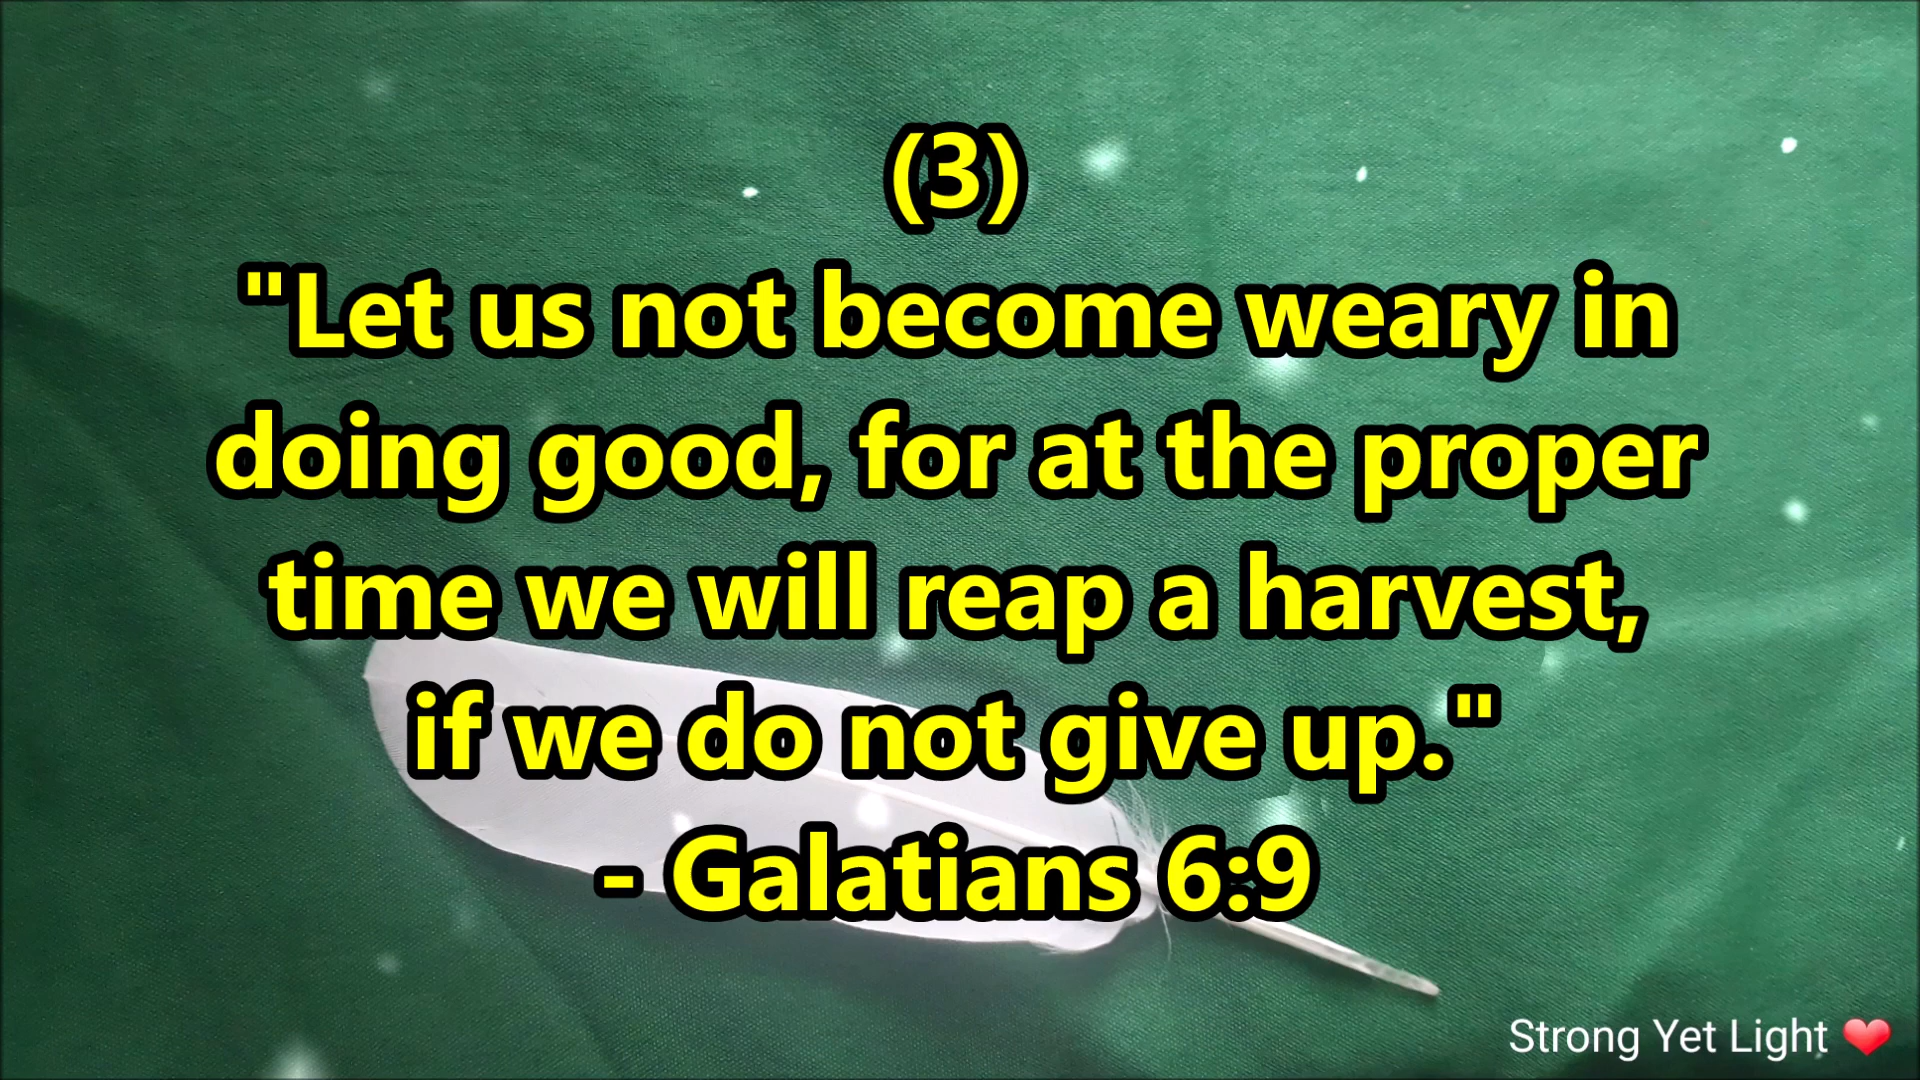 (3)
"Let us not become weary in
doing good, for at the proper
time we will reap a harvest,
if we do not give up."
- Galatians 6:9
Strong Yet Light ❤️